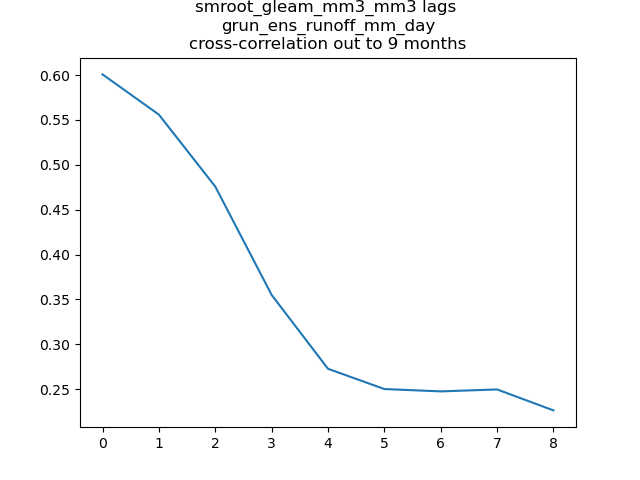 smroot_gleam_mm3_mm3 lags
grun_ens_runoff_mm_day
cross-correlation out to 9 months
0.60
0.55
0.50
0.45
0.40
0.35
0.30
0.25
0 1 2 3 4 5 6 7 8